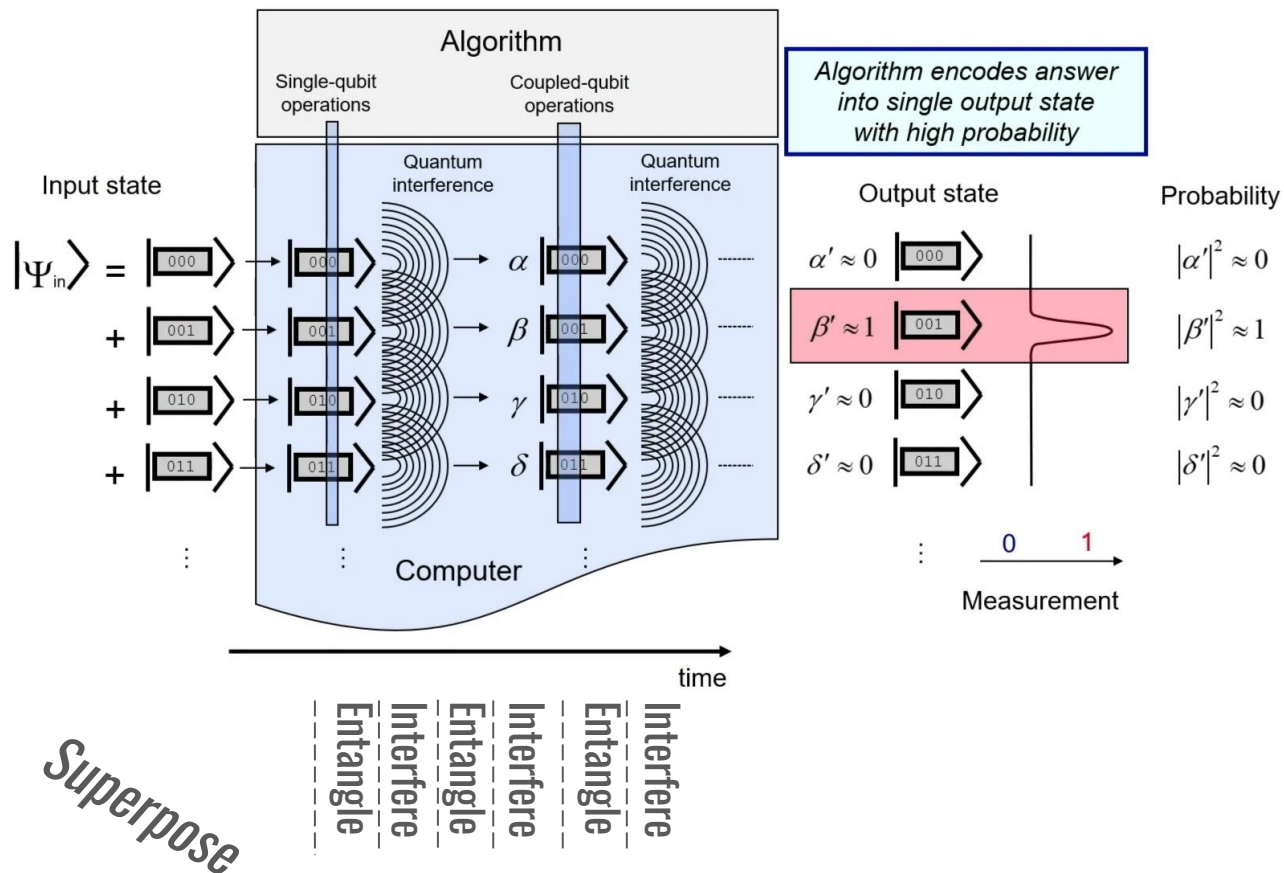 Algorithm
Single-qubit
operations
Coupled-qubit
operations
Algorithm encodes answer
into single output state
with high probability
Input state
Quantum
interference
Quantum
interference
Output state
Probability
|Ψin⟩ = |000⟩ |000⟩ α |000⟩ α′ ≈ 0 |000⟩ |α′|² ≈ 0
+ |001⟩ |001⟩ β |001⟩ β′ ≈ 1 |001⟩ |β′|² ≈ 1
+ |010⟩ |010⟩ γ |010⟩ γ′ ≈ 0 |010⟩ |γ′|² ≈ 0
+ |011⟩ |011⟩ δ |011⟩ δ′ ≈ 0 |011⟩ |δ′|² ≈ 0
0 1
Computer
Measurement
time
Superpose
Entangle
Interfere
Entangle
Interfere
Entangle
Interfere